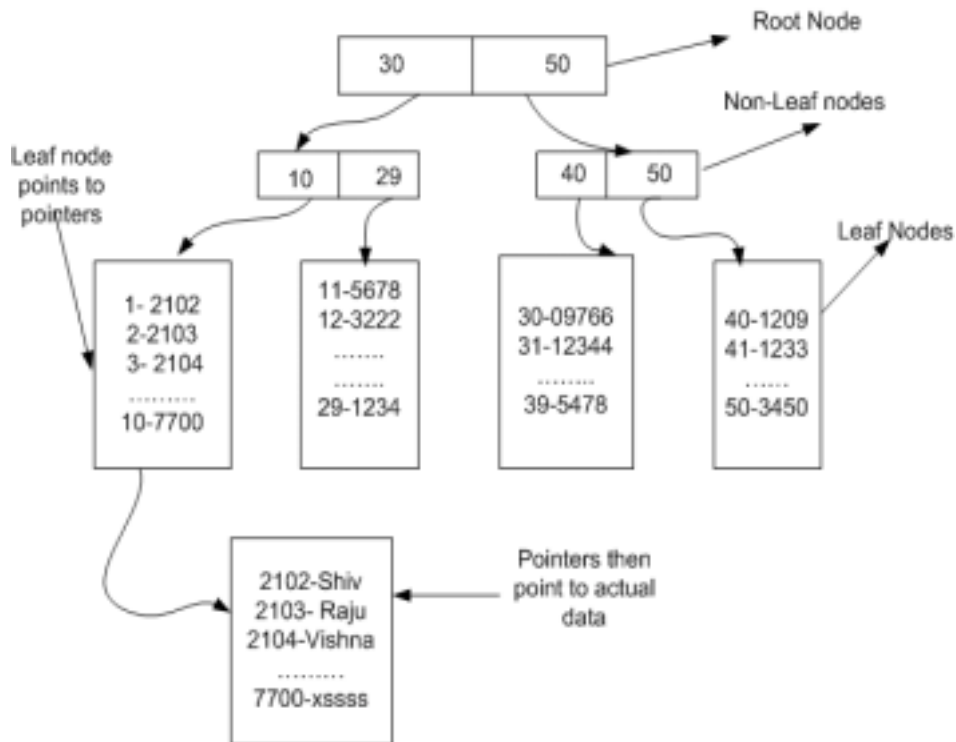 Root Node
30 50
Non-Leaf nodes
Leaf node
points to
pointers
10 29
40 50
Leaf Nodes
1- 2102
2-2103
3- 2104
.........
10-7700
11-5678
12-3222
.......
.......
29-1234
30-09766
31-12344
........
39-5478
40-1209
41-1233
......
50-3450
2102-Shiv
2103- Raju
2104-Vishna
.........
7700-xssss
Pointers then
point to actual
data